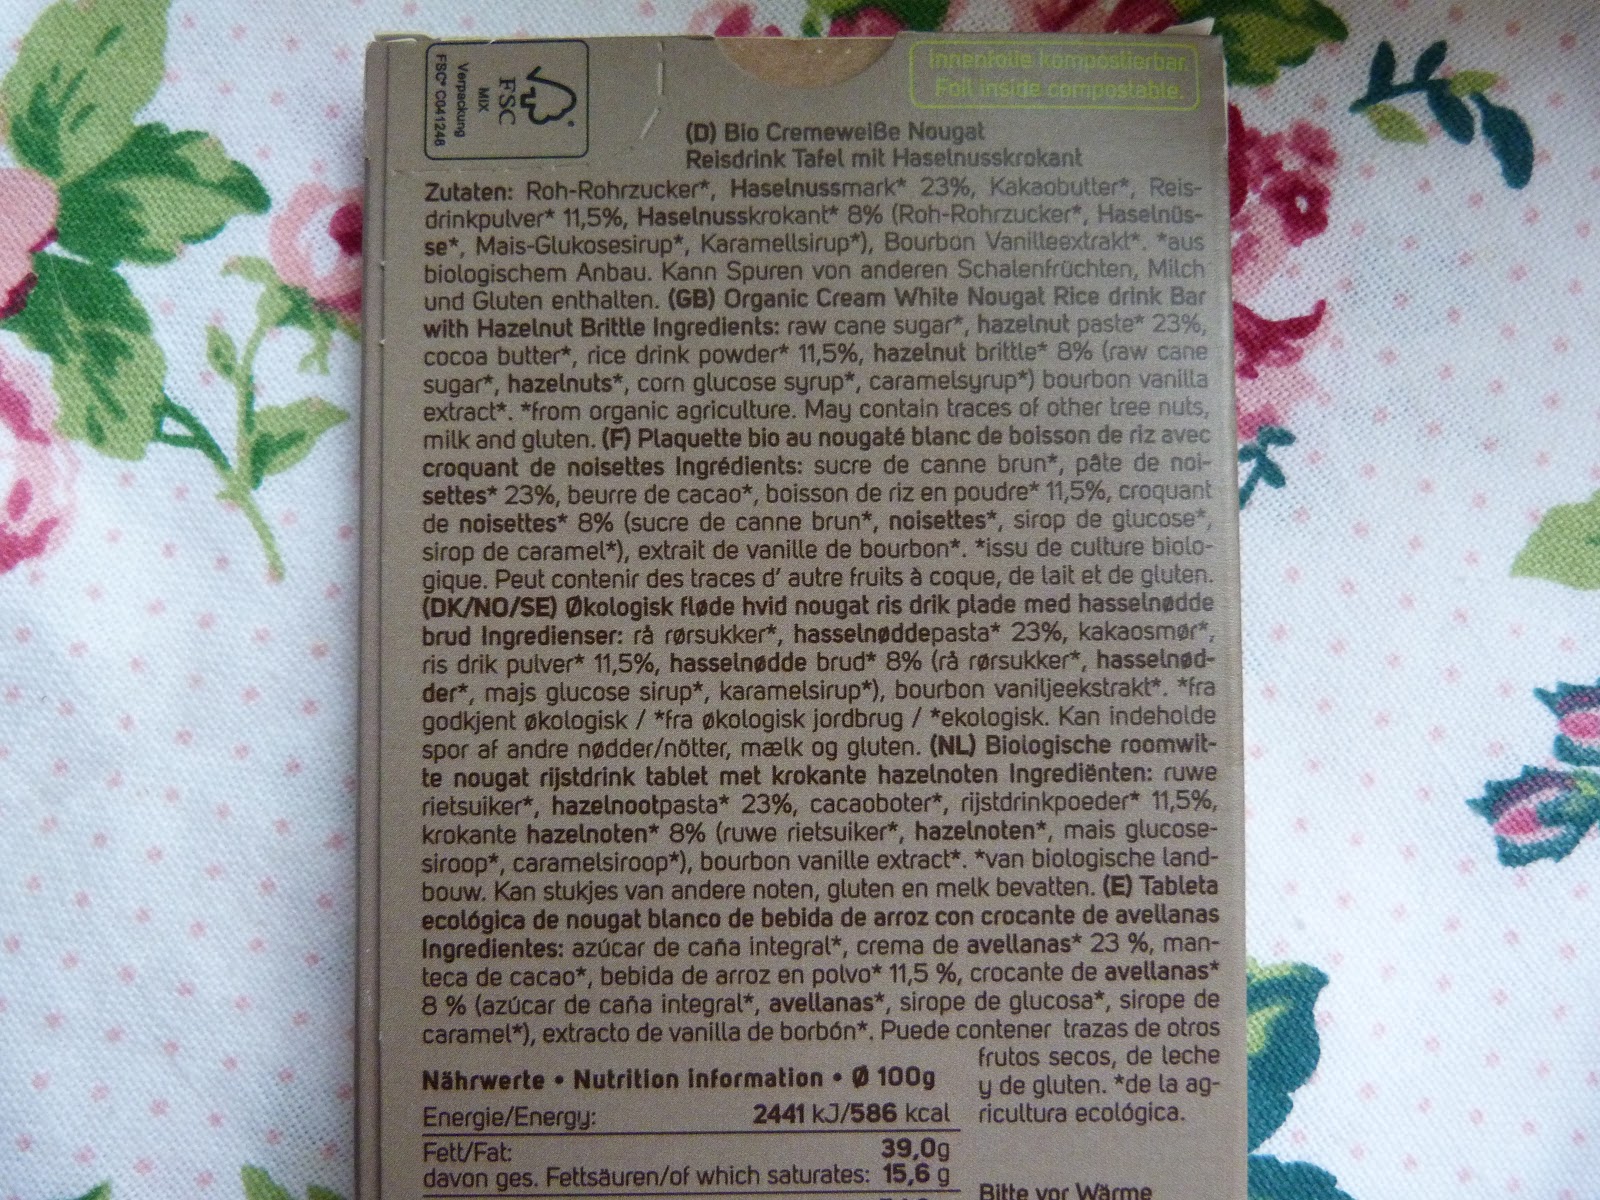 FSC
MIX
Verpackung
FSC® C041246
Innenfolie kompostierbar.
Foil inside compostable.
(D) Bio Cremeweiße Nougat
Reisdrink Tafel mit Haselnusskrokant
Zutaten: Roh-Rohrzucker*, Haselnussmark* 23%, Kakaobutter*, Reis-
drinkpulver* 11,5%, Haselnusskrokant* 8% (Roh-Rohrzucker*, Haselnüs-
se*, Mais-Glukosesirup*, Karamellsirup*), Bourbon Vanilleextrakt*. *aus
biologischem Anbau. Kann Spuren von anderen Schalenfrüchten, Milch
und Gluten enthalten. (GB) Organic Cream White Nougat Rice drink Bar
with Hazelnut Brittle Ingredients: raw cane sugar*, hazelnut paste* 23%,
cocoa butter*, rice drink powder* 11,5%, hazelnut brittle* 8% (raw cane
sugar*, hazelnuts*, corn glucose syrup*, caramelsyrup*) bourbon vanilla
extract*. *from organic agriculture. May contain traces of other tree nuts,
milk and gluten. (F) Plaquette bio au nougaté blanc de boisson de riz avec
croquant de noisettes Ingrédients: sucre de canne brun*, pâte de noi-
settes* 23%, beurre de cacao*, boisson de riz en poudre* 11,5%, croquant
de noisettes* 8% (sucre de canne brun*, noisettes*, sirop de glucose*,
sirop de caramel*), extrait de vanille de bourbon*. *issu de culture biolo-
gique. Peut contenir des traces d' autre fruits à coque, de lait et de gluten.
(DK/NO/SE) Økologisk fløde hvid nougat ris drik plade med hasselnødde
brud Ingredienser: rå rørsukker*, hasselnøddepasta* 23%, kakaosmør*,
ris drik pulver* 11,5%, hasselnødde brud* 8% (rå rørsukker*, hasselnød-
der*, majs glucose sirup*, karamelsirup*), bourbon vaniljeekstrakt*. *fra
godkjent økologisk / *fra økologisk jordbrug / *ekologisk. Kan indeholde
spor af andre nødder/nötter, mælk og gluten. (NL) Biologische roomwit-
te nougat rijstdrink tablet met krokante hazelnoten Ingrediënten: ruwe
rietsuiker*, hazelnootpasta* 23%, cacaoboter*, rijstdrinkpoeder* 11,5%,
krokante hazelnoten* 8% (ruwe rietsuiker*, hazelnoten*, mais glucose-
siroop*, caramelsiroop*), bourbon vanille extract*. *van biologische land-
bouw. Kan stukjes van andere noten, gluten en melk bevatten. (E) Tableta
ecológica de nougat blanco de bebida de arroz con crocante de avellanas
Ingredientes: azúcar de caña integral*, crema de avellanas* 23 %, man-
teca de cacao*, bebida de arroz en polvo* 11,5 %, crocante de avellanas*
8 % (azúcar de caña integral*, avellanas*, sirope de glucosa*, sirope de
caramel*), extracto de vanilla de borbón*. Puede contener trazas de otros
frutos secos, de leche
y de gluten. *de la ag-
ricultura ecológica.
Nährwerte • Nutrition information • Ø 100g
Energie/Energy: 2441 kJ/586 kcal
Fett/Fat: 39,0g
davon ges. Fettsäuren/of which saturates: 15,6 g
Bitte vor Wärme